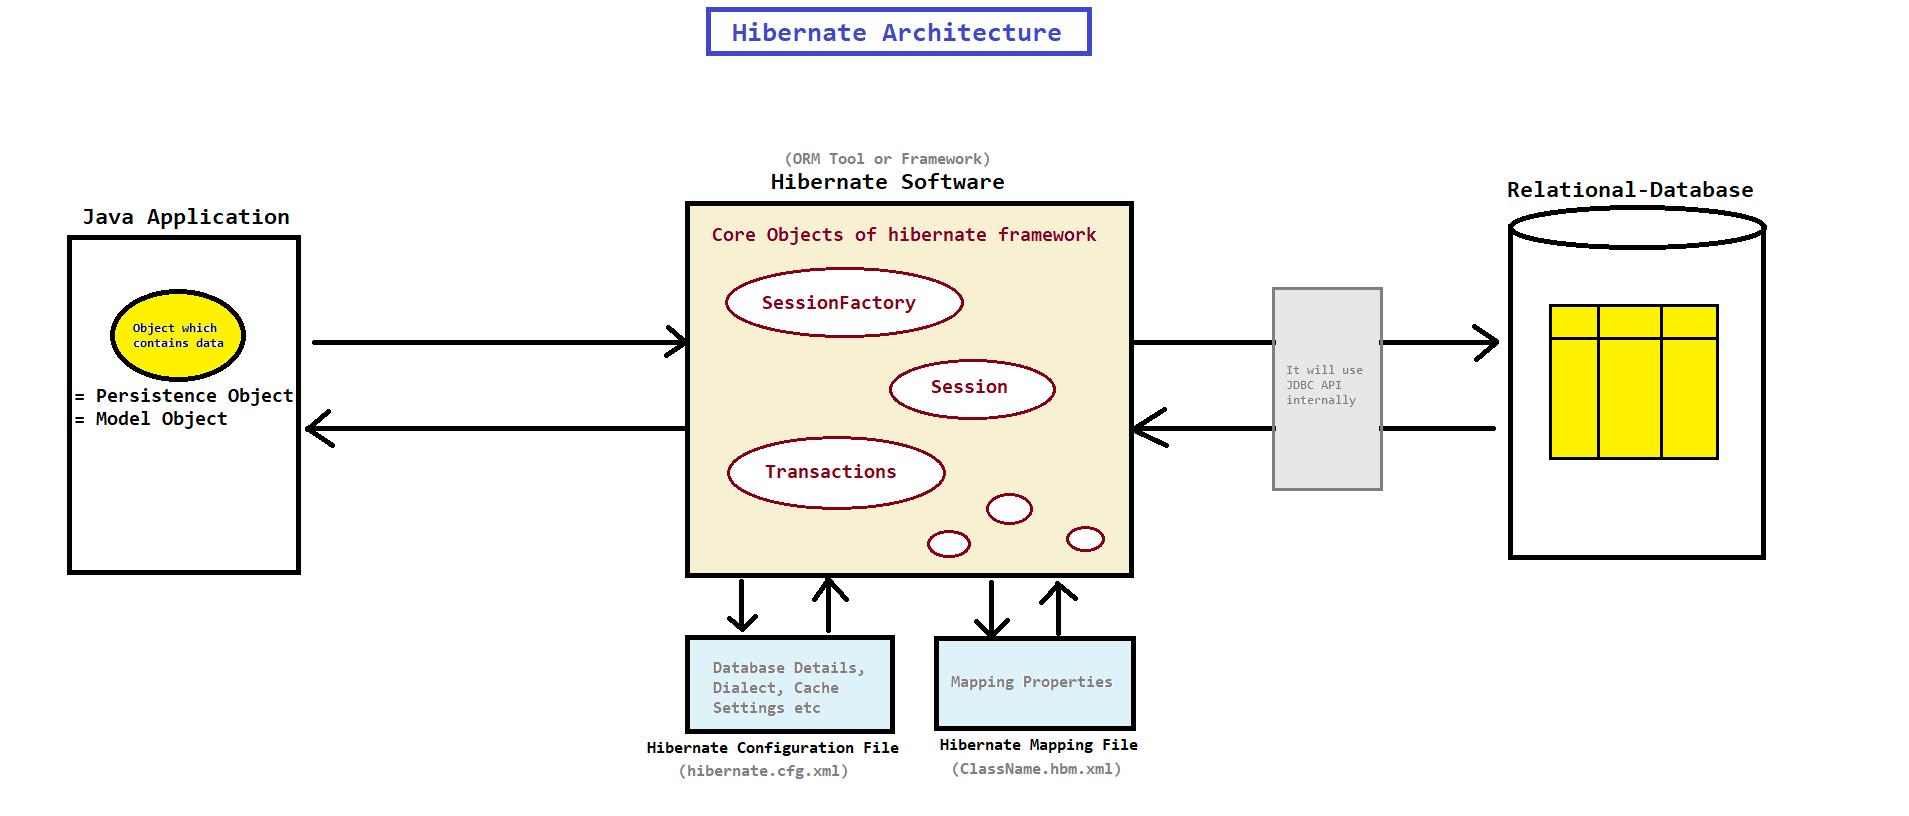 Hibernate Architecture
(ORM Tool or Framework)
Hibernate Software
Java Application
Object which
contains data
= Persistence Object
= Model Object
Core Objects of hibernate framework
SessionFactory
Session
Transactions
It will use
JDBC API
internally
Relational-Database
Database Details,
Dialect, Cache
Settings etc
Hibernate Configuration File
(hibernate.cfg.xml)
Mapping Properties
Hibernate Mapping File
(ClassName.hbm.xml)